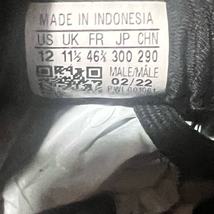 MADE IN INDONESIA
US UK FR JP CHN
12 11½ 46⅔ 300 290
MALE/MÂLE
02/22